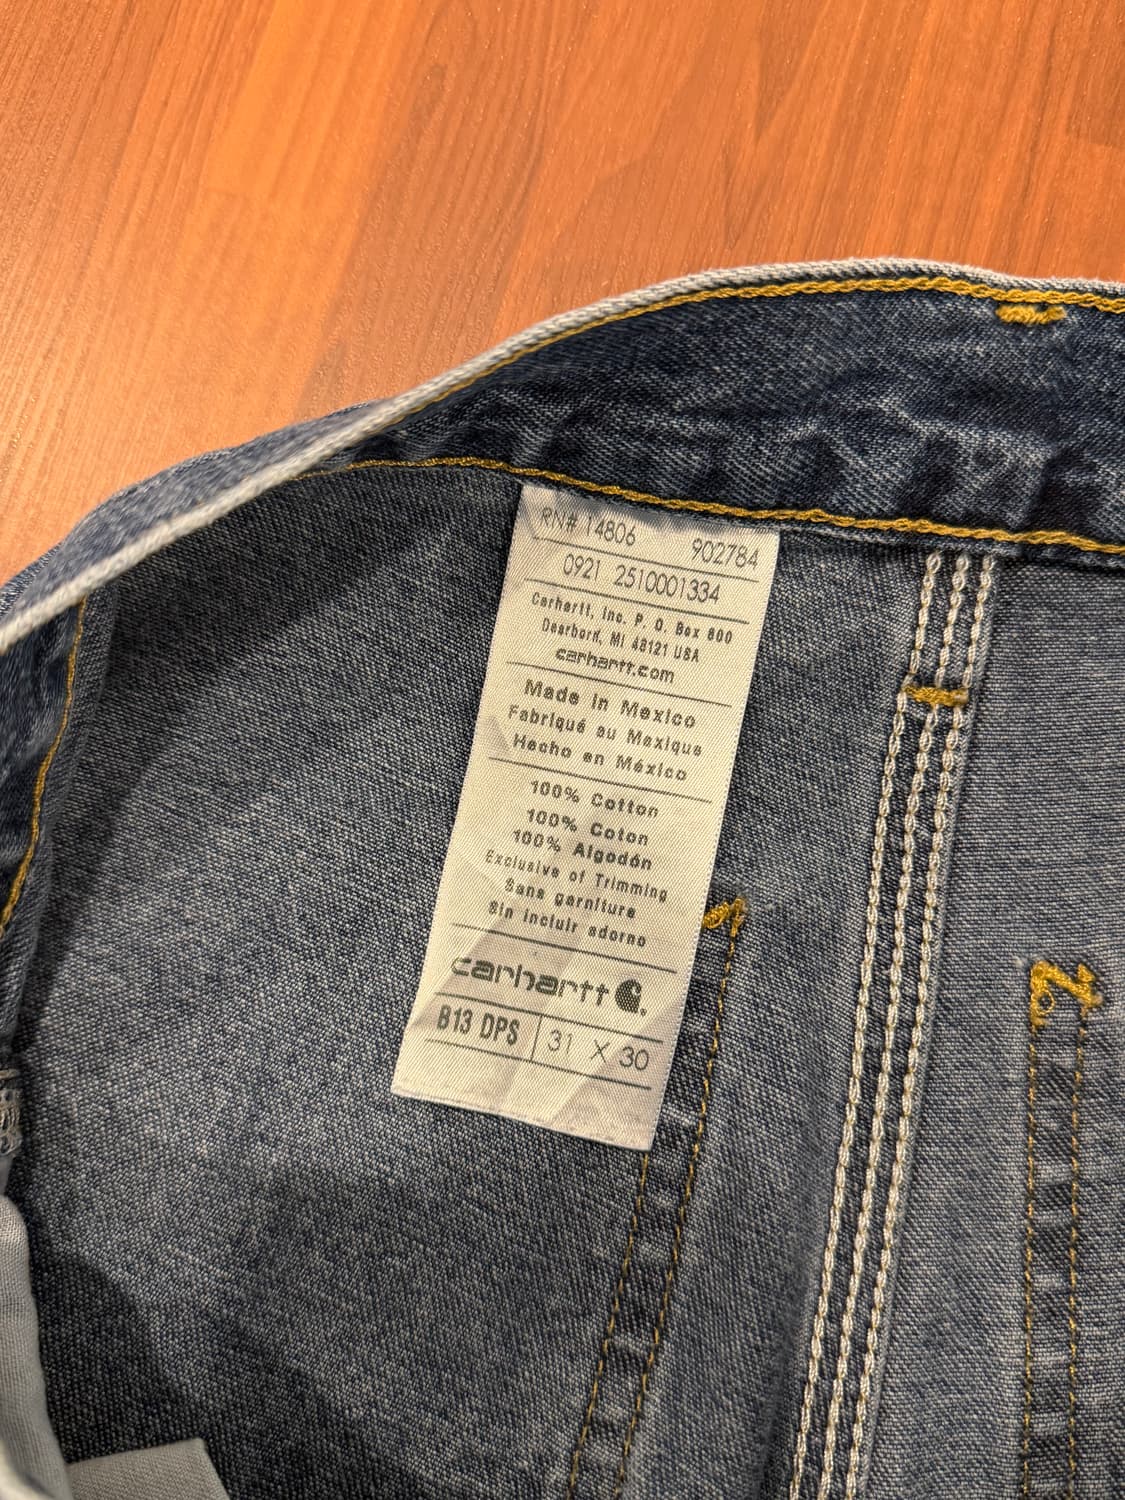 RN# 14806 902784
0921 2510001334
Carhartt, Inc. P. O. Box 600
Dearborn, MI 48121 USA
carhartt.com
Made in Mexico
Fabriqué au Mexique
Hecho en México
100% Cotton
100% Coton
100% Algodón
Exclusive of Trimming
Sans garniture
Sin incluir adorno
carhartt
B13 DPS 31 X 30